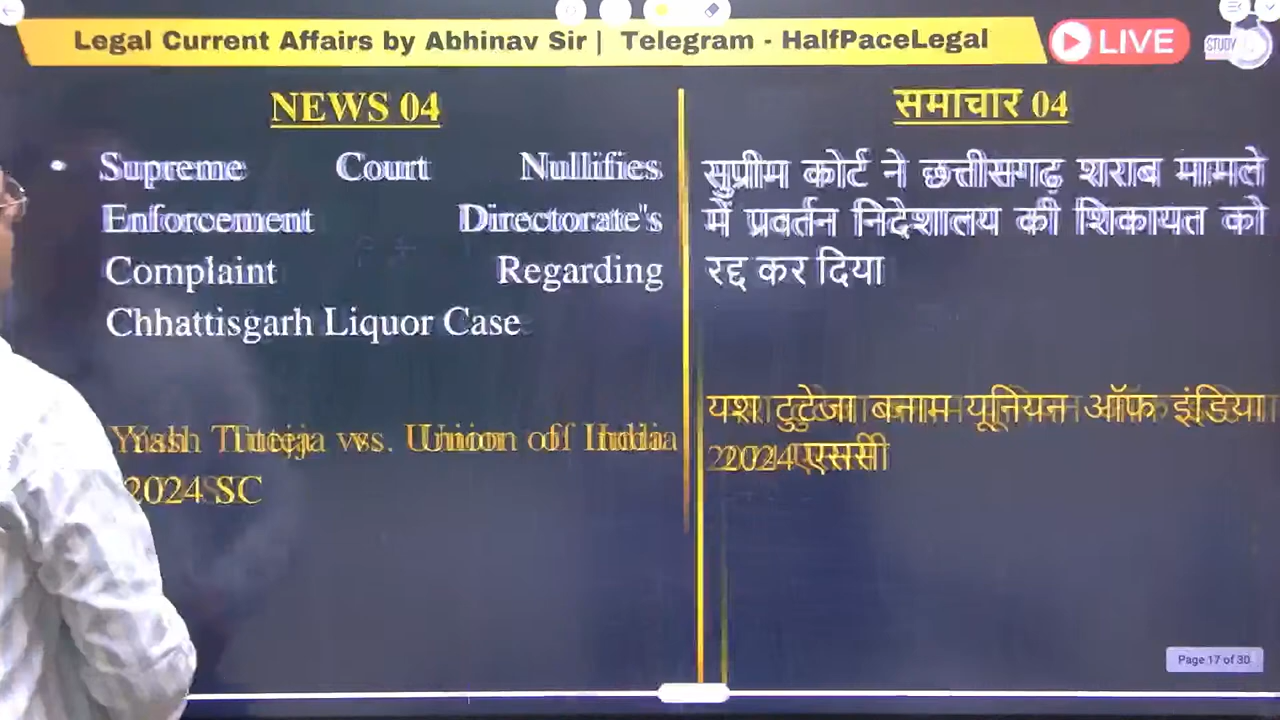 Legal Current Affairs by Abhinav Sir | Telegram - HalfPaceLegal
LIVE
STUDY
NEWS 04
• Supreme Court Nullifies
Enforcement Directorate's
Complaint Regarding
Chhattisgarh Liquor Case
Yash Tuteja vs. Union of India
2024 SC
समाचार 04
सुप्रीम कोर्ट ने छत्तीसगढ़ शराब मामले
में प्रवर्तन निदेशालय की शिकायत को
रद्द कर दिया
यश टुटेजा बनाम यूनियन ऑफ इंडिया
2024 एससी
Page 17 of 30